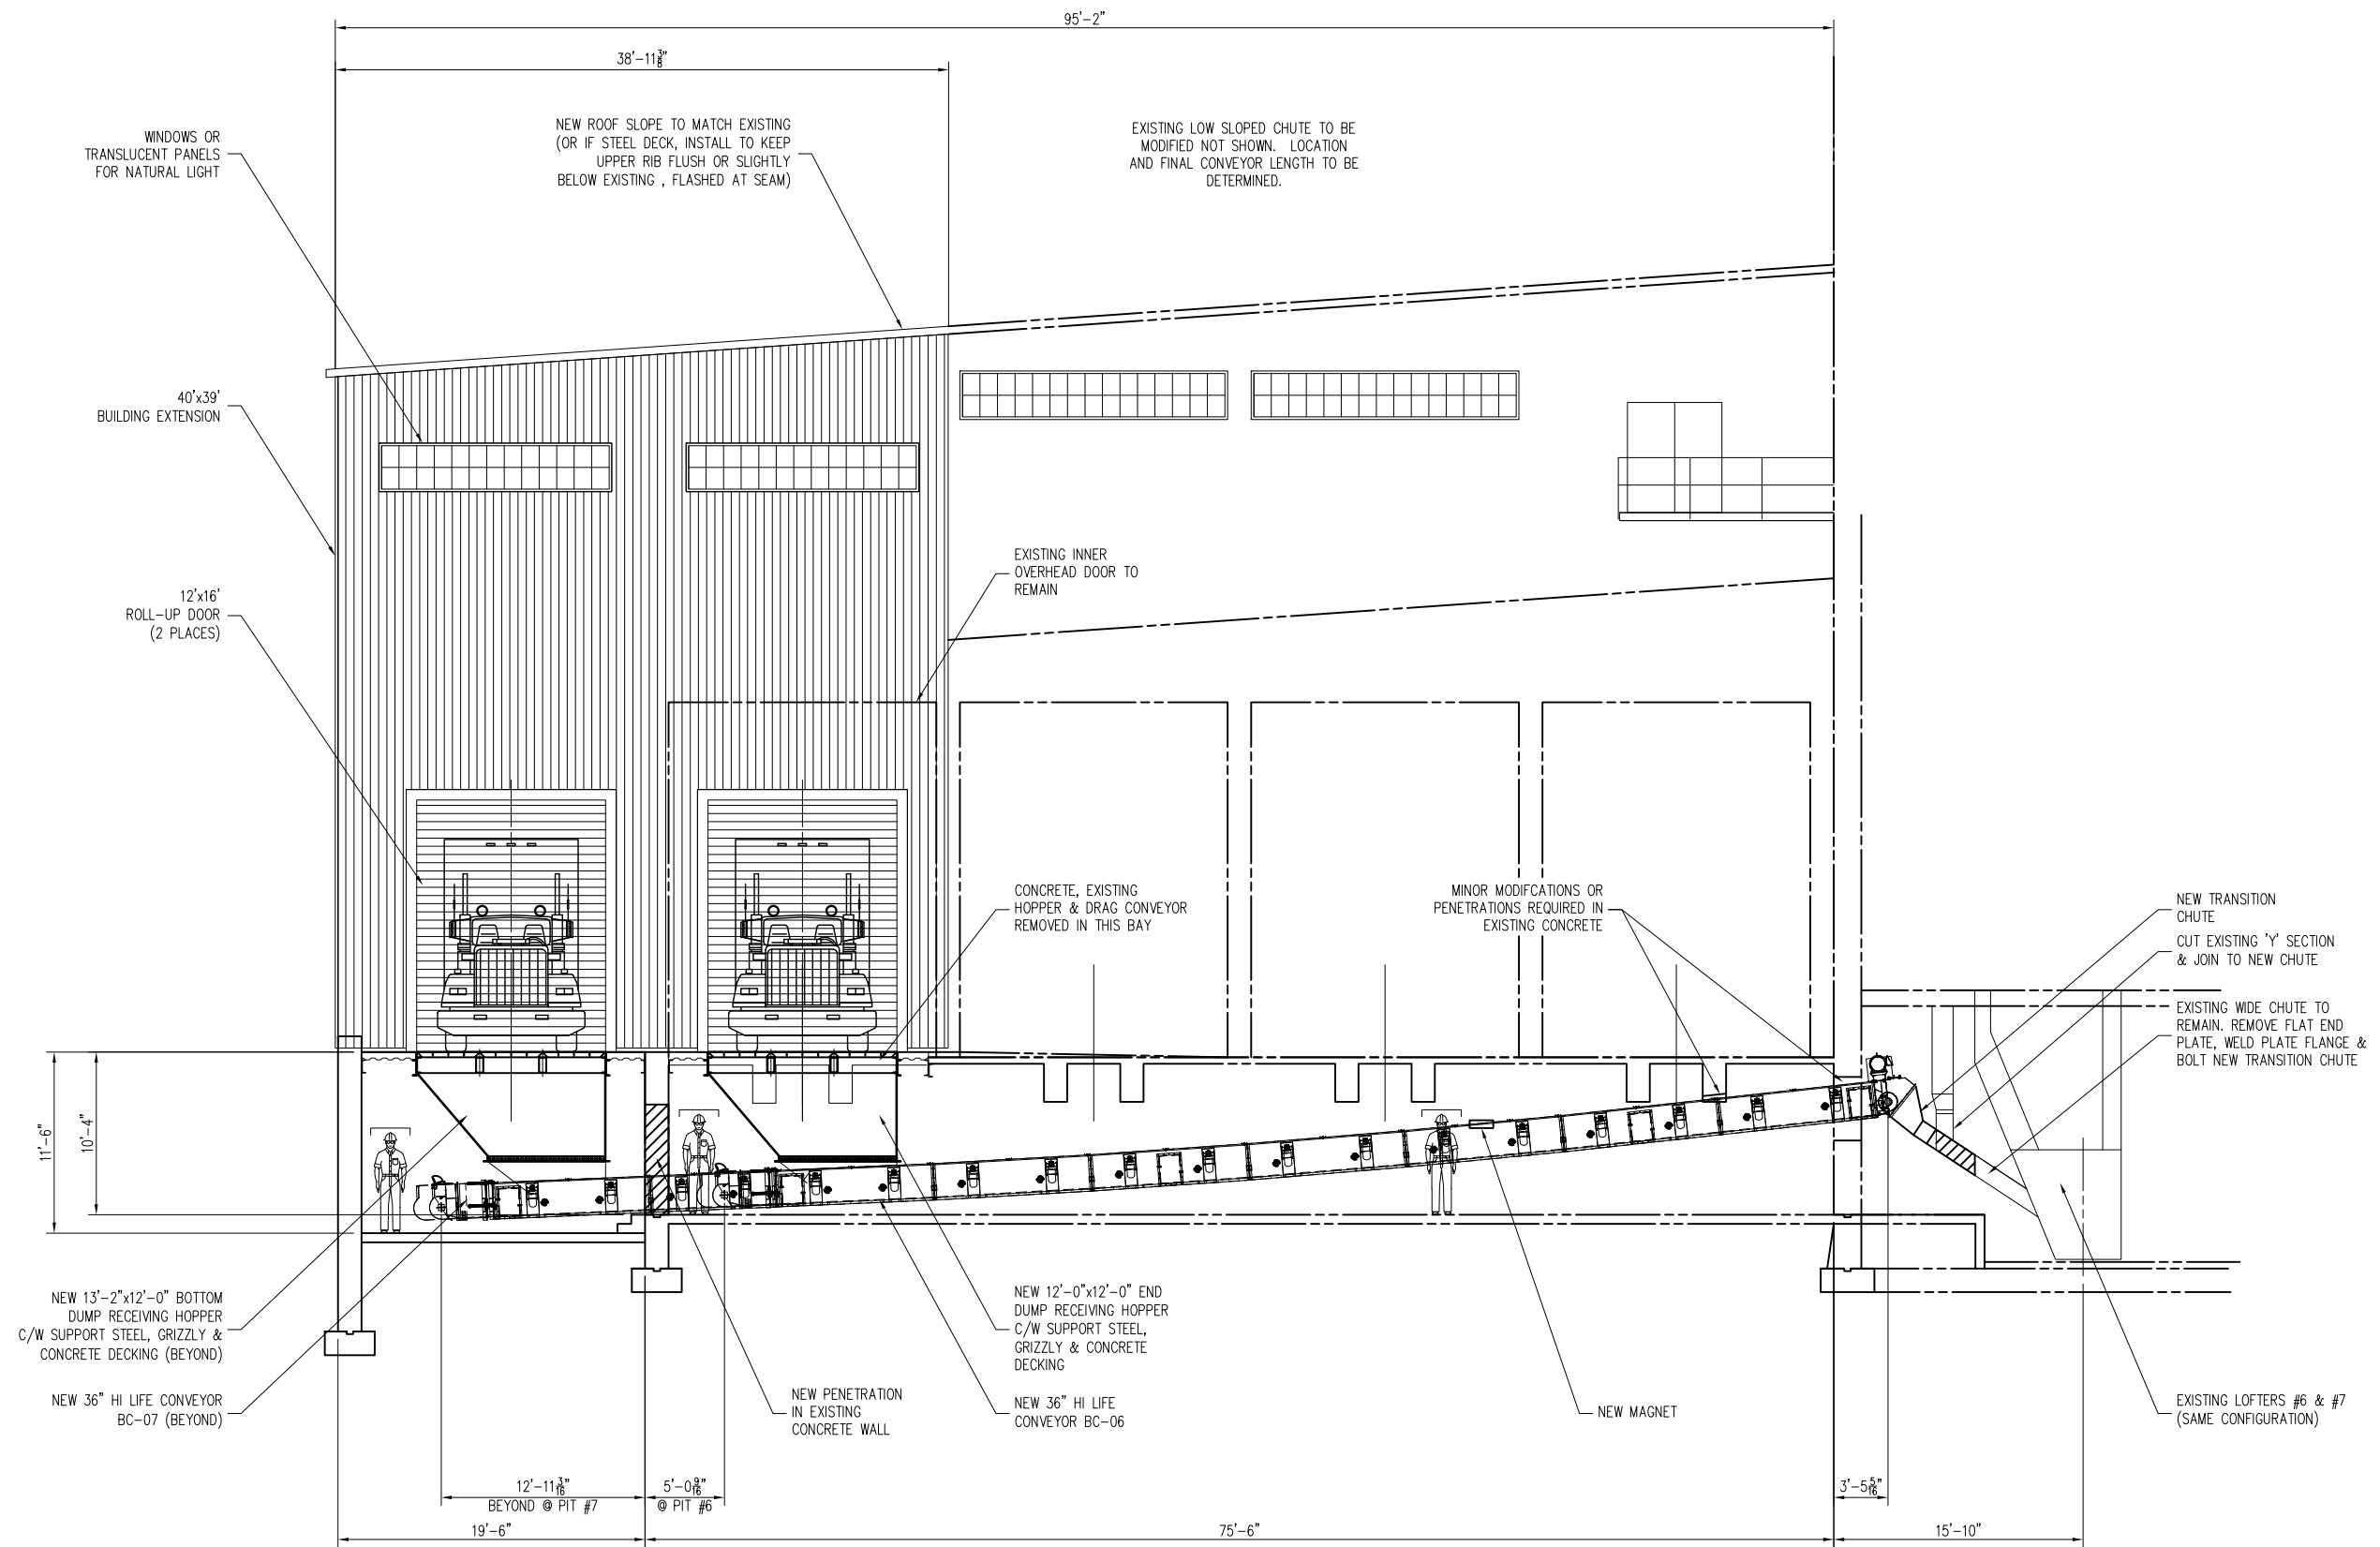 95'-2"
38'-11 3/8"
WINDOWS OR
TRANSLUCENT PANELS
FOR NATURAL LIGHT
NEW ROOF SLOPE TO MATCH EXISTING
(OR IF STEEL DECK, INSTALL TO KEEP
UPPER RIB FLUSH OR SLIGHTLY
BELOW EXISTING , FLASHED AT SEAM)
EXISTING LOW SLOPED CHUTE TO BE
MODIFIED NOT SHOWN. LOCATION
AND FINAL CONVEYOR LENGTH TO BE
DETERMINED.
40'x39'
BUILDING EXTENSION
12'x16'
ROLL-UP DOOR
(2 PLACES)
EXISTING INNER
OVERHEAD DOOR TO
REMAIN
CONCRETE, EXISTING
HOPPER & DRAG CONVEYOR
REMOVED IN THIS BAY
MINOR MODIFCATIONS OR
PENETRATIONS REQUIRED IN
EXISTING CONCRETE
NEW TRANSITION
CHUTE
CUT EXISTING 'Y' SECTION
& JOIN TO NEW CHUTE
EXISTING WIDE CHUTE TO
REMAIN. REMOVE FLAT END
PLATE, WELD PLATE FLANGE &
BOLT NEW TRANSITION CHUTE
11'-6"
10'-4"
NEW 13'-2"x12'-0" BOTTOM
DUMP RECEIVING HOPPER
C/W SUPPORT STEEL, GRIZZLY &
CONCRETE DECKING (BEYOND)
NEW 36" HI LIFE CONVEYOR
BC-07 (BEYOND)
NEW PENETRATION
IN EXISTING
CONCRETE WALL
NEW 12'-0"x12'-0" END
DUMP RECEIVING HOPPER
C/W SUPPORT STEEL,
GRIZZLY & CONCRETE
DECKING
NEW 36" HI LIFE
CONVEYOR BC-06
NEW MAGNET
EXISTING LOFTERS #6 & #7
(SAME CONFIGURATION)
12'-11 3/16"
BEYOND @ PIT #7
5'-0 9/16"
@ PIT #6
3'-5 5/16"
19'-6"
75'-6"
15'-10"